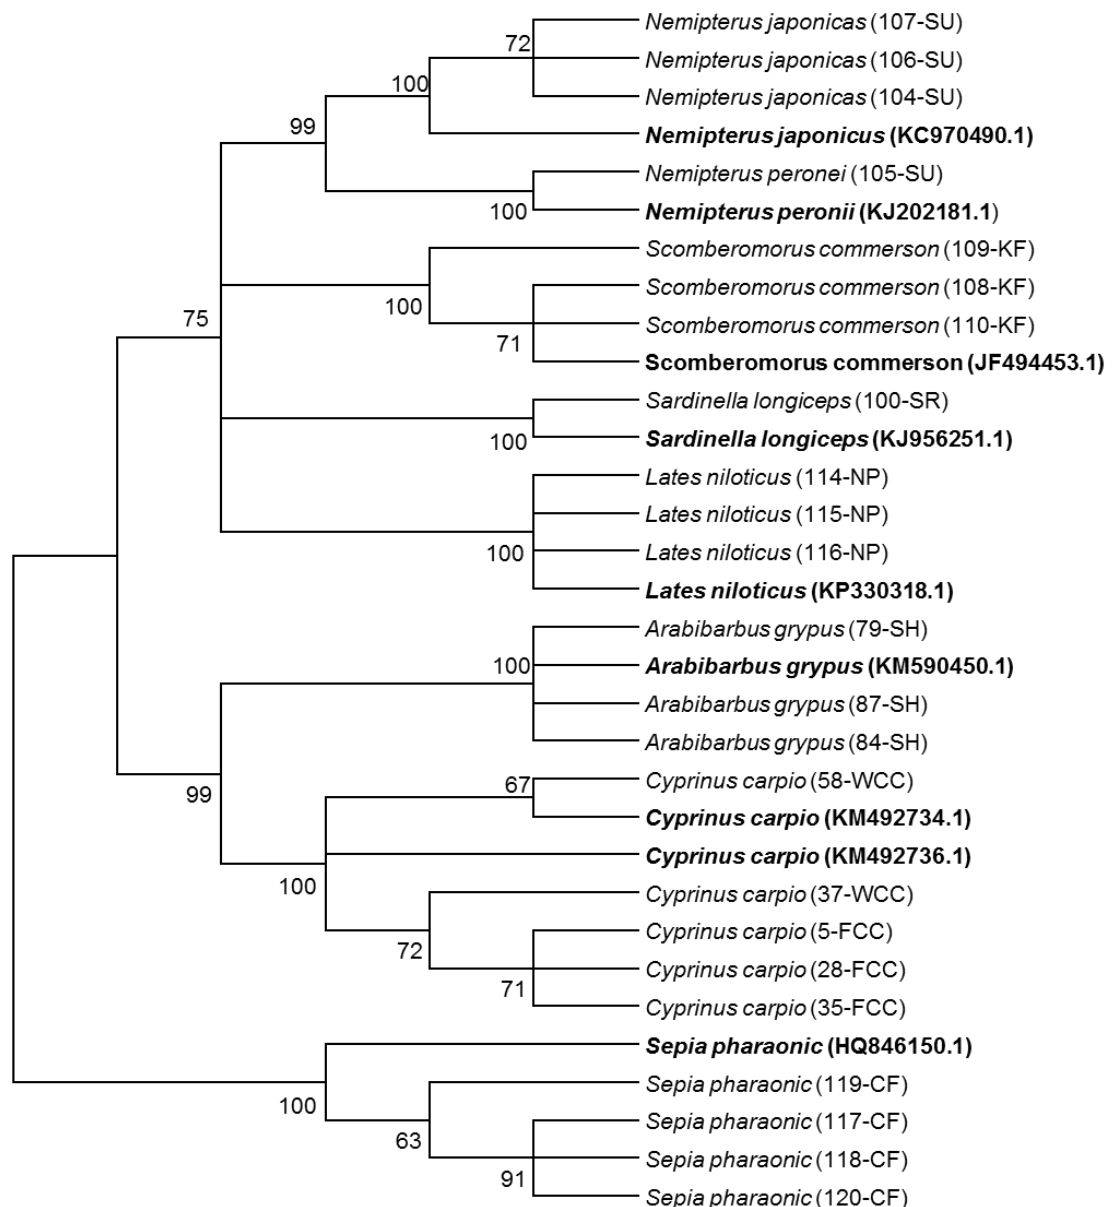 Nemipterus japonicas (107-SU)
72
Nemipterus japonicas (106-SU)
100
Nemipterus japonicas (104-SU)
99
Nemipterus japonicus (KC970490.1)
Nemipterus peronei (105-SU)
100
Nemipterus peronii (KJ202181.1)
Scomberomorus commerson (109-KF)
Scomberomorus commerson (108-KF)
100
75
Scomberomorus commerson (110-KF)
71
Scomberomorus commerson (JF494453.1)
Sardinella longiceps (100-SR)
100
Sardinella longiceps (KJ956251.1)
Lates niloticus (114-NP)
Lates niloticus (115-NP)
100
Lates niloticus (116-NP)
Lates niloticus (KP330318.1)
Arabibarbus grypus (79-SH)
100
Arabibarbus grypus (KM590450.1)
Arabibarbus grypus (87-SH)
Arabibarbus grypus (84-SH)
67
Cyprinus carpio (58-WCC)
99
Cyprinus carpio (KM492734.1)
Cyprinus carpio (KM492736.1)
100
Cyprinus carpio (37-WCC)
Cyprinus carpio (5-FCC)
72
Cyprinus carpio (28-FCC)
71
Cyprinus carpio (35-FCC)
Sepia pharaonic (HQ846150.1)
Sepia pharaonic (119-CF)
100
Sepia pharaonic (117-CF)
63
Sepia pharaonic (118-CF)
91
Sepia pharaonic (120-CF)